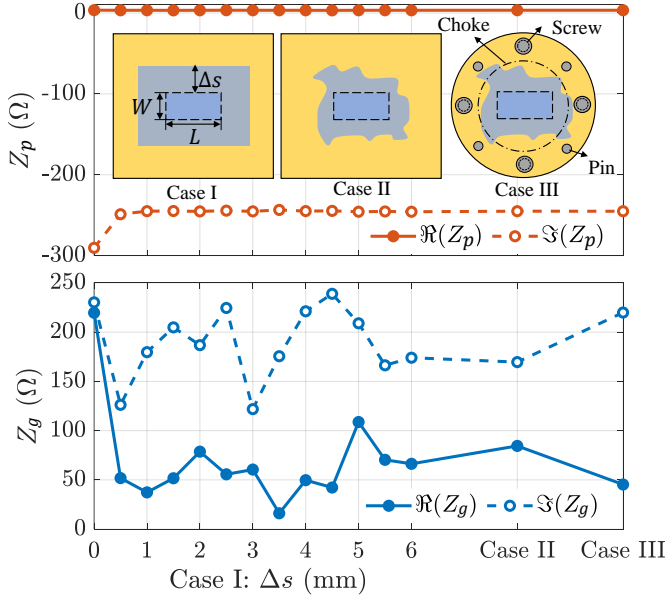 0
-100
-200
-300
Z_p (Ω)
Choke
Screw
Δs
W
L
Pin
Case I
Case II
Case III
ℜ(Z_p)
ℑ(Z_p)
250
200
150
100
50
0
Z_g (Ω)
ℜ(Z_g)
ℑ(Z_g)
0 1 2 3 4 5 6 Case II Case III
Case I: Δs (mm)